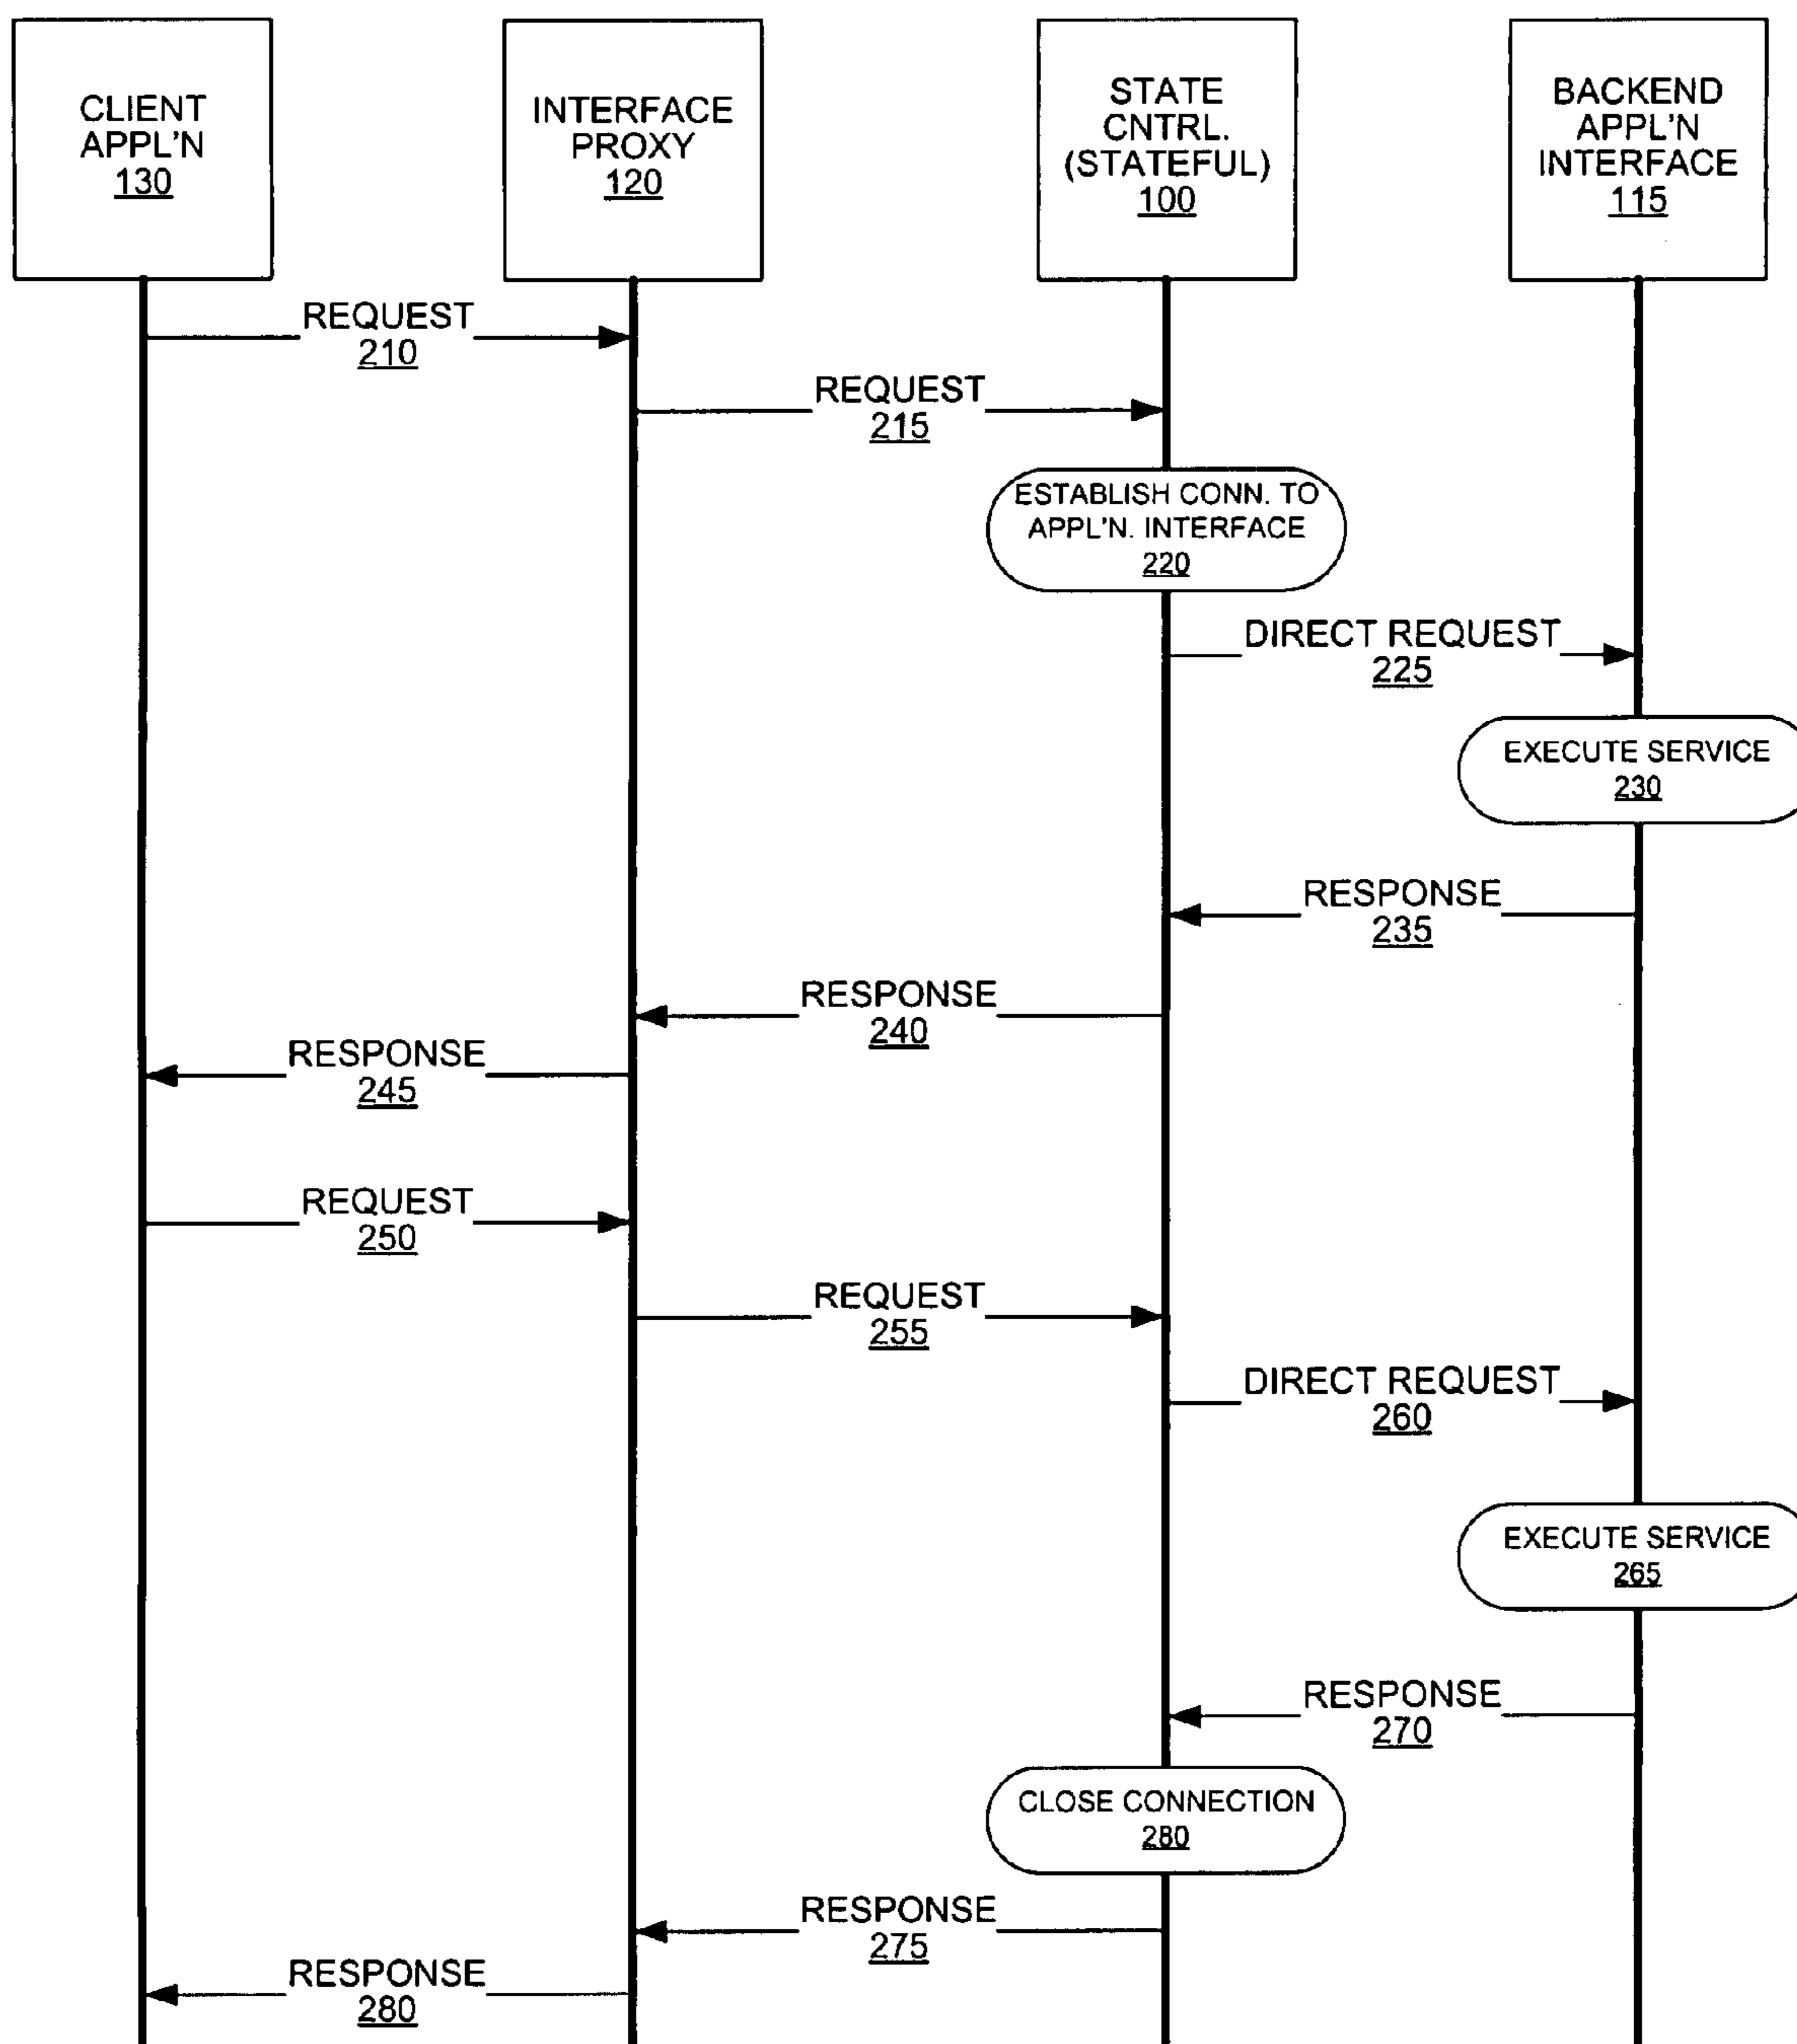 CLIENT
APPL'N
130
INTERFACE
PROXY
120
STATE
CNTRL.
(STATEFUL)
100
BACKEND
APPL'N
INTERFACE
115
REQUEST
210
REQUEST
215
ESTABLISH CONN. TO
APPL'N. INTERFACE
220
DIRECT REQUEST
225
EXECUTE SERVICE
230
RESPONSE
235
RESPONSE
240
RESPONSE
245
REQUEST
250
REQUEST
255
DIRECT REQUEST
260
EXECUTE SERVICE
265
RESPONSE
270
CLOSE CONNECTION
280
RESPONSE
275
RESPONSE
280